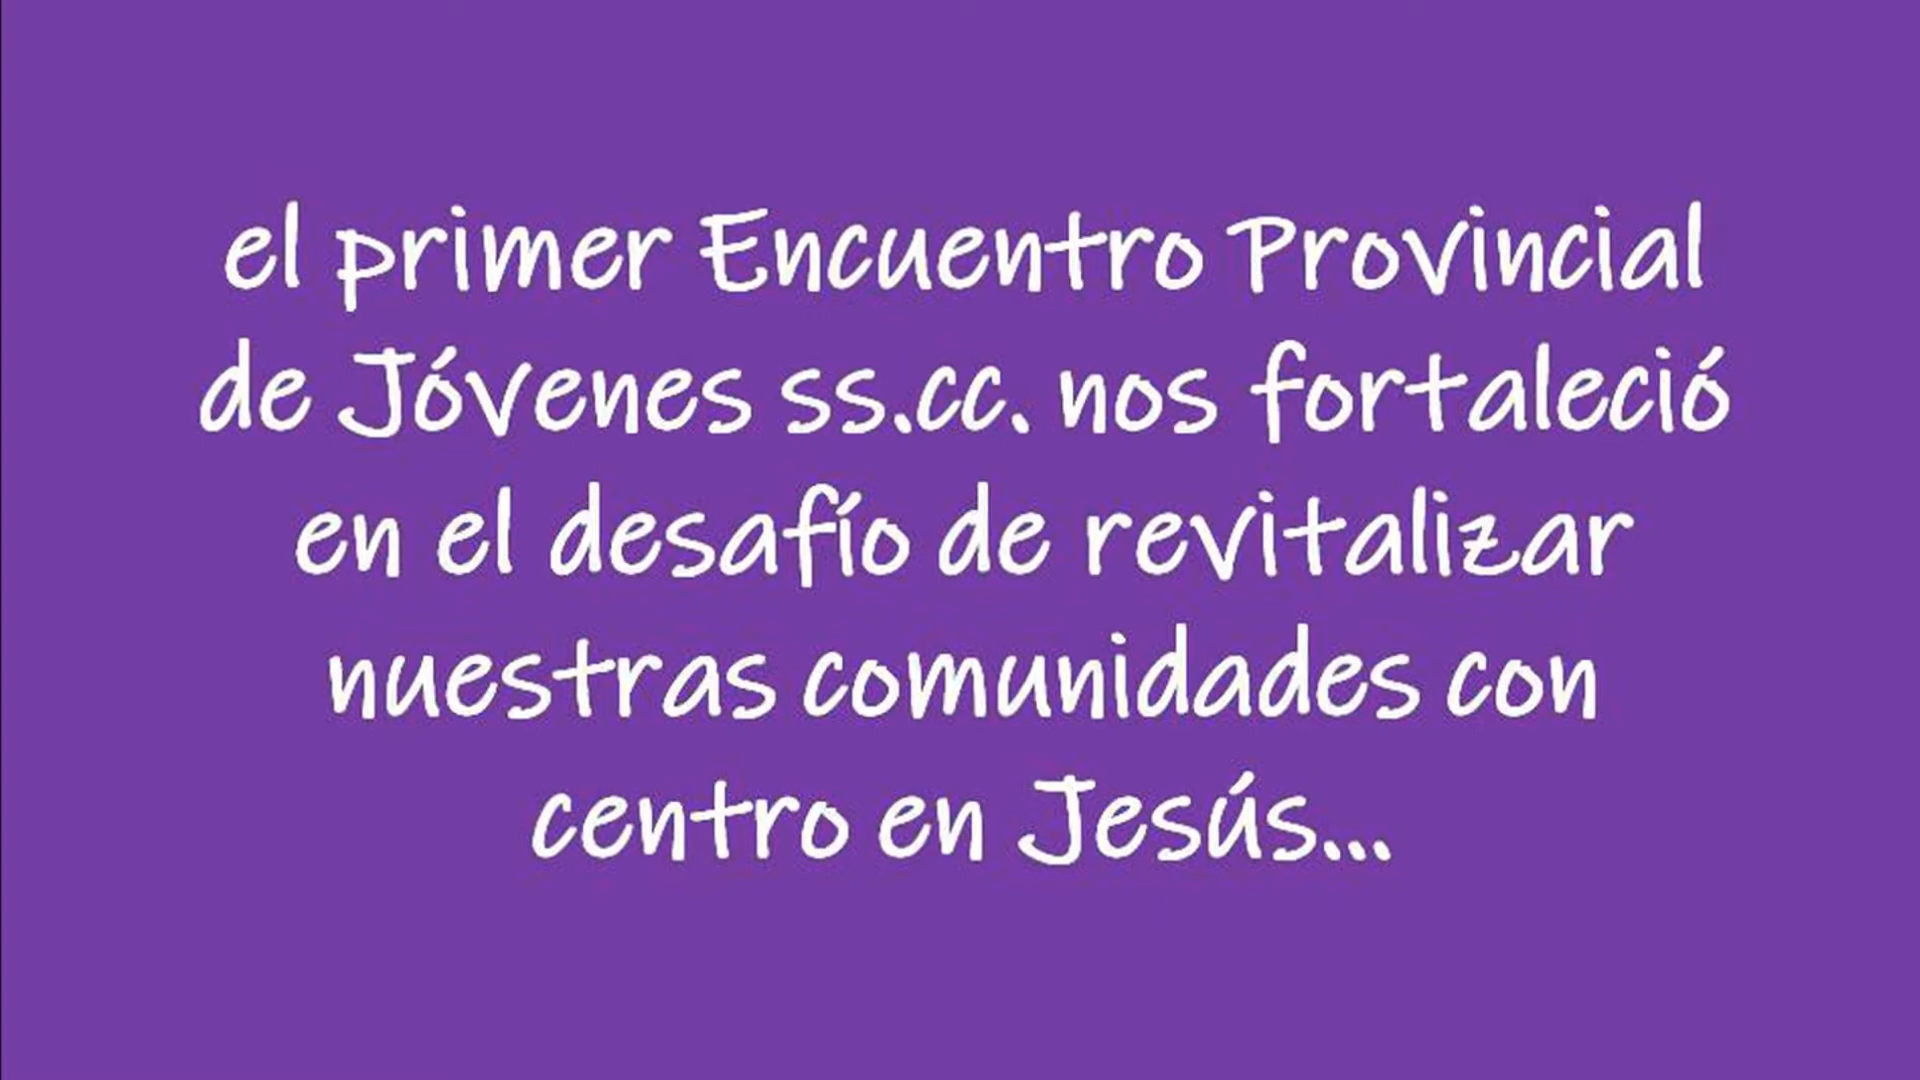 el primer Encuentro Provincial
de Jóvenes ss.cc. nos fortaleció
en el desafío de revitalizar
nuestras comunidades con
centro en Jesús...